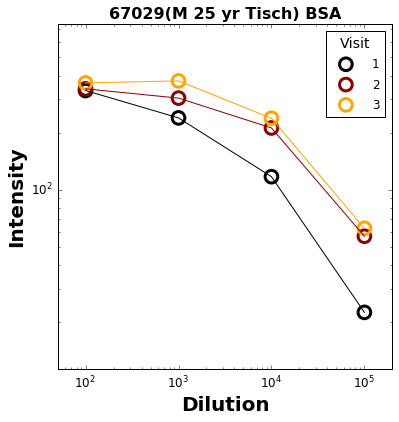 67029(M 25 yr Tisch) BSA
Visit
1
2
3
Intensity
10²
10² 10³ 10⁴ 10⁵
Dilution